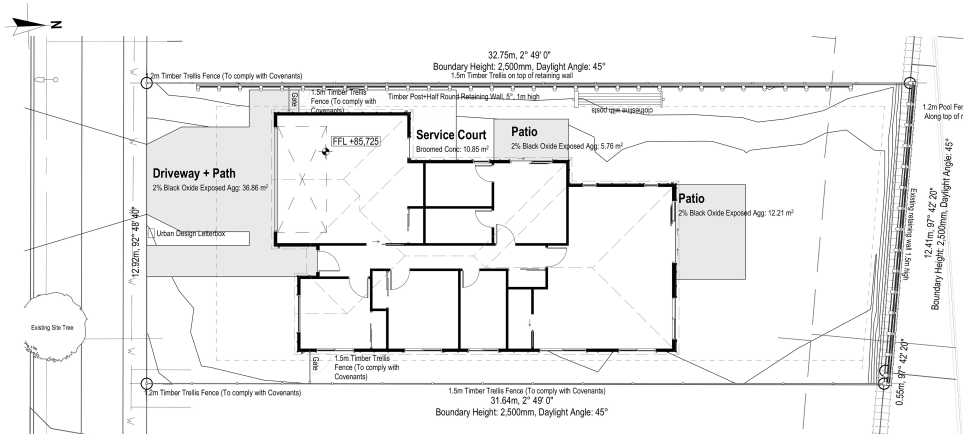 N
32.75m, 2° 49' 0"
Boundary Height: 2,500mm, Daylight Angle: 45°
1.5m Timber Trellis on top of retaining wall
1.2m Timber Trellis Fence (To comply with Covenants)
Gate
1.5m Timber Trellis
Fence (To comply with
Covenants)
Timber Post+Half Round Retaining Wall, 5°, 1m high
clothesline with posts
1.2m Pool Fen
Along top of r
FFL +85,725
Service Court
Broomed Conc: 10.85 m²
Patio
2% Black Oxide Exposed Agg: 5.76 m²
Driveway + Path
2% Black Oxide Exposed Agg: 36.86 m²
Patio
2% Black Oxide Exposed Agg: 12.21 m²
Urban Design Letterbox
12.92m, 92° 48' 40"
Existing retaining wall 1.5m high
12.41m, 97° 42' 20"
Boundary Height: 2,500mm, Daylight Angle: 45°
Existing Site Tree
Gate
1.5m Timber Trellis
Fence (To comply with
Covenants)
0.55m, 97° 42' 20"
1.2m Timber Trellis Fence (To comply with Covenants)
1.5m Timber Trellis Fence (To comply with Covenants)
31.64m, 2° 49' 0"
Boundary Height: 2,500mm, Daylight Angle: 45°